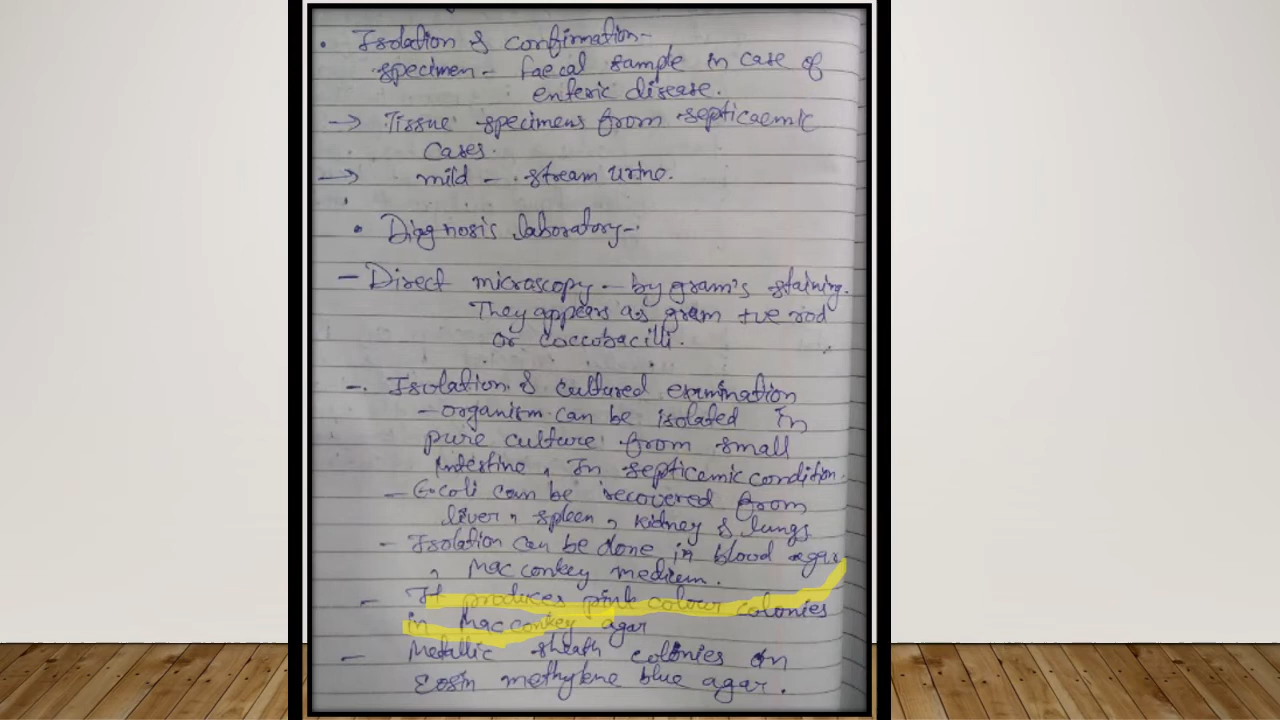 • Isolation & confirmation-
specimen - faecal sample in case of
enteric disease.
→ Tissue specimens from septicaemic
cases.
→ mild - stream urine.
• Diagnosis laboratory-
- Direct microscopy - by gram's staining.
They appears as gram +ve rod
or coccobacilli.
- Isolation & cultured examination
- organism can be isolated in
pure culture from small
intestine, In septicemic condition.
- E.coli can be recovered from
liver, spleen, kidney & lungs
- Isolation can be done in blood agar
, Mac conkey medium.
- It produces pink colour colonies
in Mac conkey agar
- Metallic sheath colonies on
Eosin methylene blue agar.